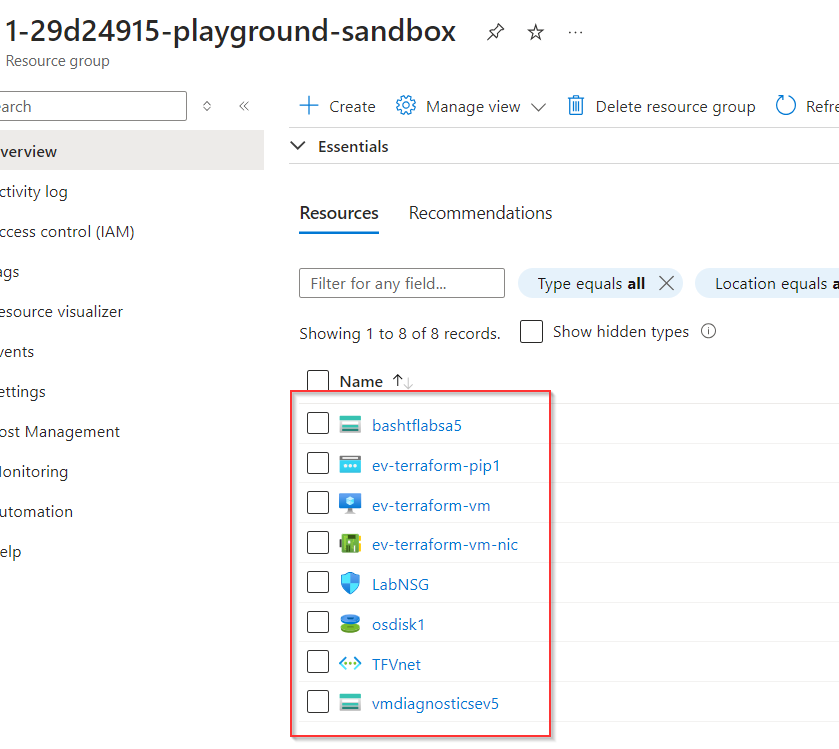 1-29d24915-playground-sandbox
Resource group
earch
Create Manage view Delete resource group Refre
Essentials
verview
ctivity log
ccess control (IAM)
ags
esource visualizer
vents
ettings
ost Management
onitoring
utomation
elp
Resources Recommendations
Filter for any field... Type equals all Location equals a
Showing 1 to 8 of 8 records. Show hidden types
Name
bashtflabsa5
ev-terraform-pip1
ev-terraform-vm
ev-terraform-vm-nic
LabNSG
osdisk1
TFVnet
vmdiagnosticsev5